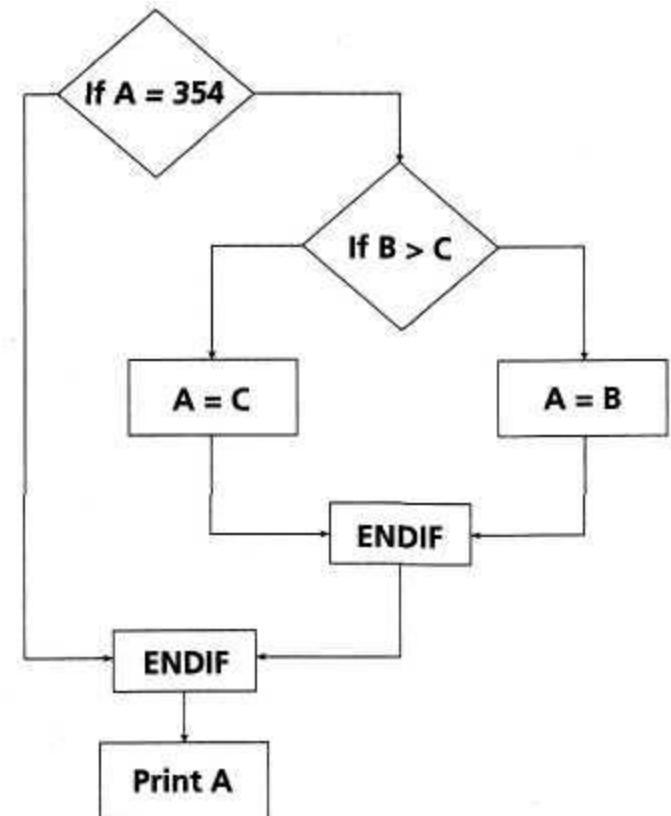 If A = 354
If B > C
A = C
A = B
ENDIF
ENDIF
Print A